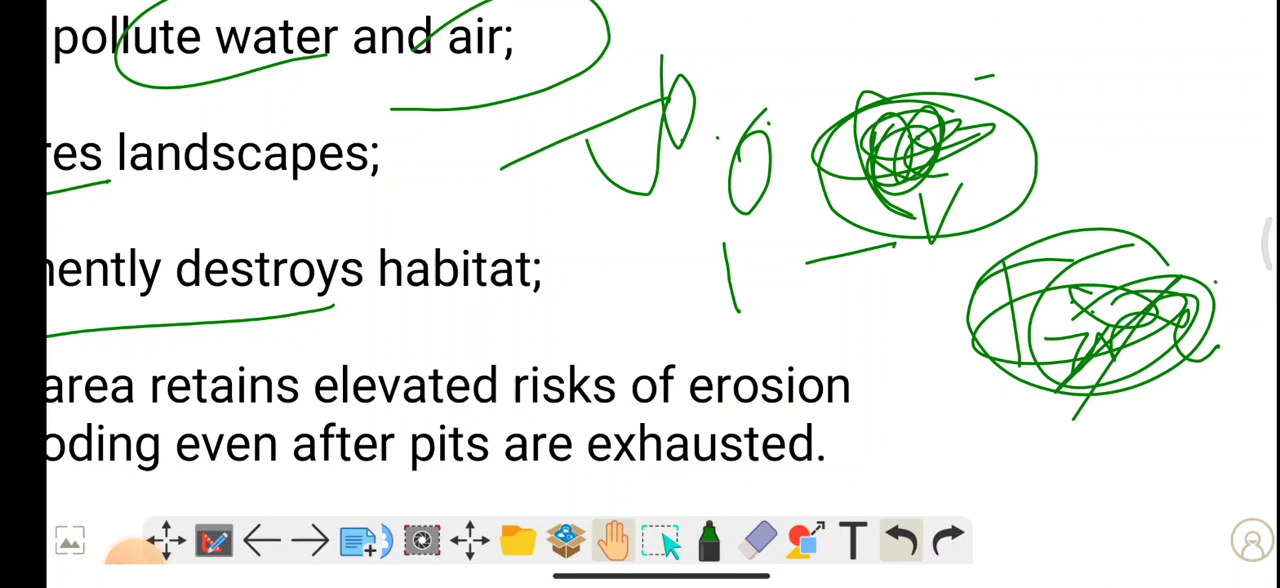 pollute water and air;
res landscapes;
nently destroys habitat;
area retains elevated risks of erosion
oding even after pits are exhausted.